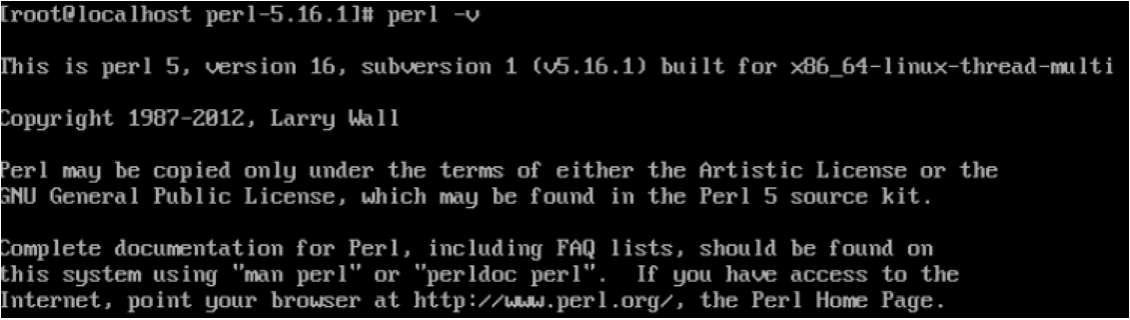 [root@localhost perl-5.16.1]# perl -v
This is perl 5, version 16, subversion 1 (v5.16.1) built for x86_64-linux-thread-multi
Copyright 1987-2012, Larry Wall
Perl may be copied only under the terms of either the Artistic License or the
GNU General Public License, which may be found in the Perl 5 source kit.
Complete documentation for Perl, including FAQ lists, should be found on
this system using "man perl" or "perldoc perl".  If you have access to the
Internet, point your browser at http://www.perl.org/, the Perl Home Page.